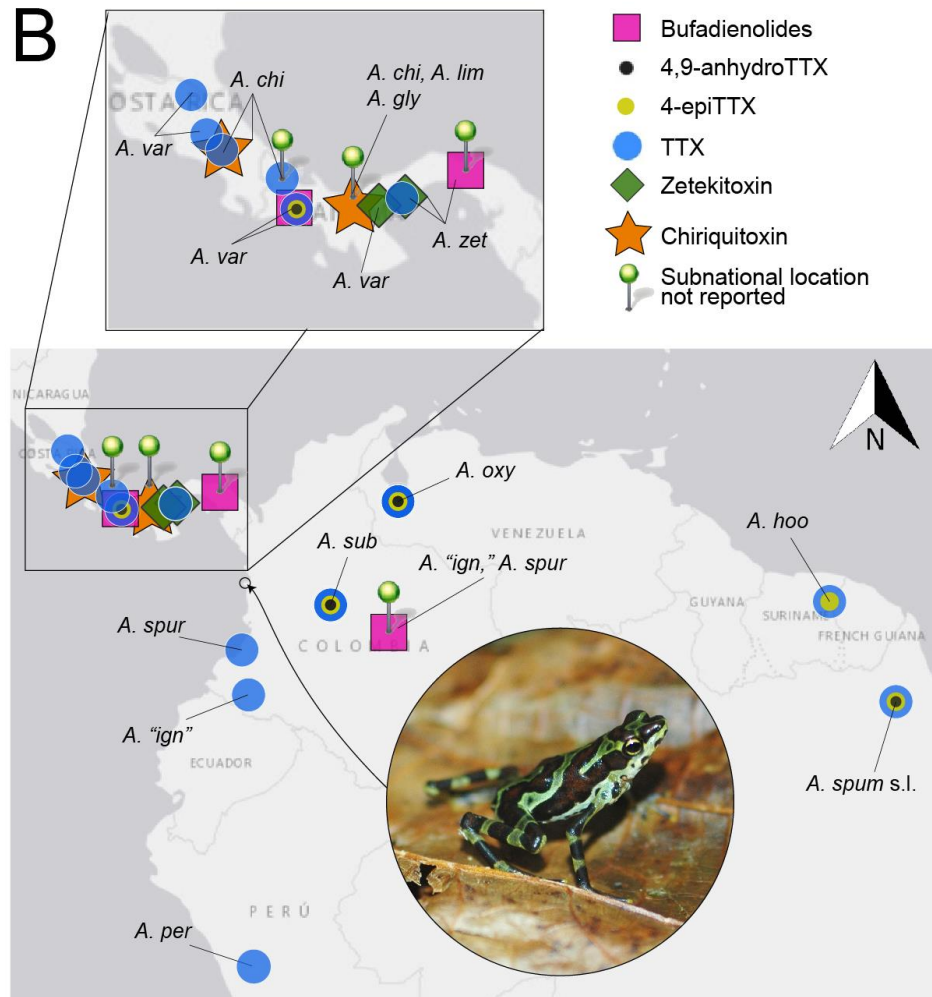 B
Bufadienolides
4,9-anhydroTTX
4-epiTTX
TTX
Zetekitoxin
Chiriquitoxin
Subnational location
not reported
A. chi
A. chi, A. lim
A. gly
COSTA RICA
A. var
A. var
A. var
A. zet
NICARAGUA
COSTA RICA
N
A. oxy
VENEZUELA
A. hoo
A. sub
A. “ign,” A. spur
GUYANA
SURINAME
FRENCH GUIANA
COLOMBIA
A. spur
A. “ign”
ECUADOR
A. spum s.l.
PERÚ
A. per